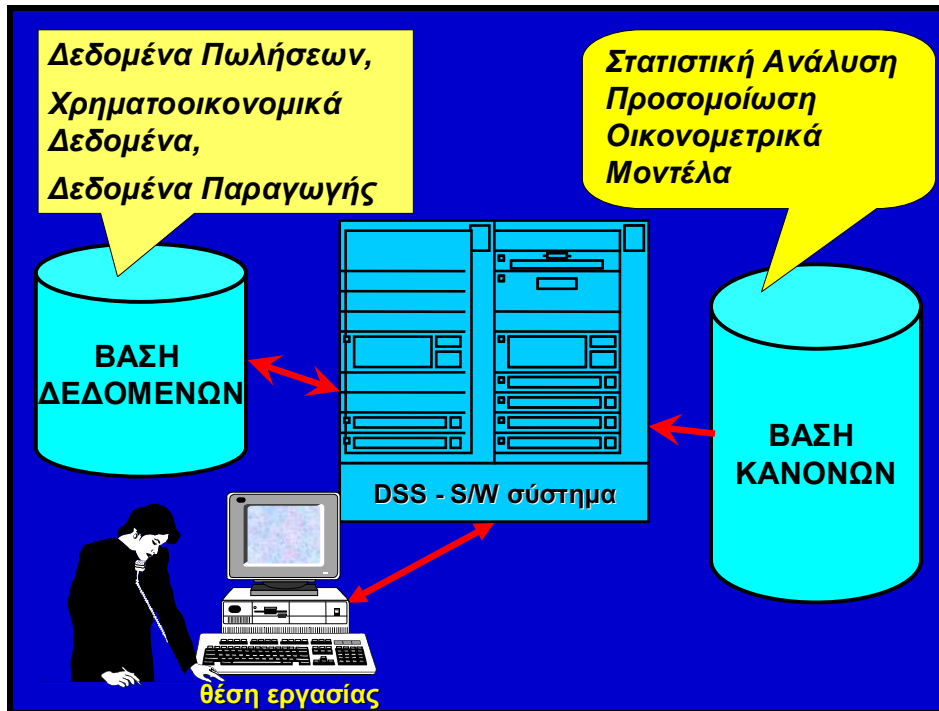 Δεδομένα Πωλήσεων,
Χρηματοοικονομικά
Δεδομένα,
Δεδομένα Παραγωγής
Στατιστική Ανάλυση
Προσομοίωση
Οικονομετρικά
Μοντέλα
ΒΑΣΗ
ΔΕΔΟΜΕΝΩΝ
ΒΑΣΗ
ΚΑΝΟΝΩΝ
DSS - S/W σύστημα
θέση εργασίας